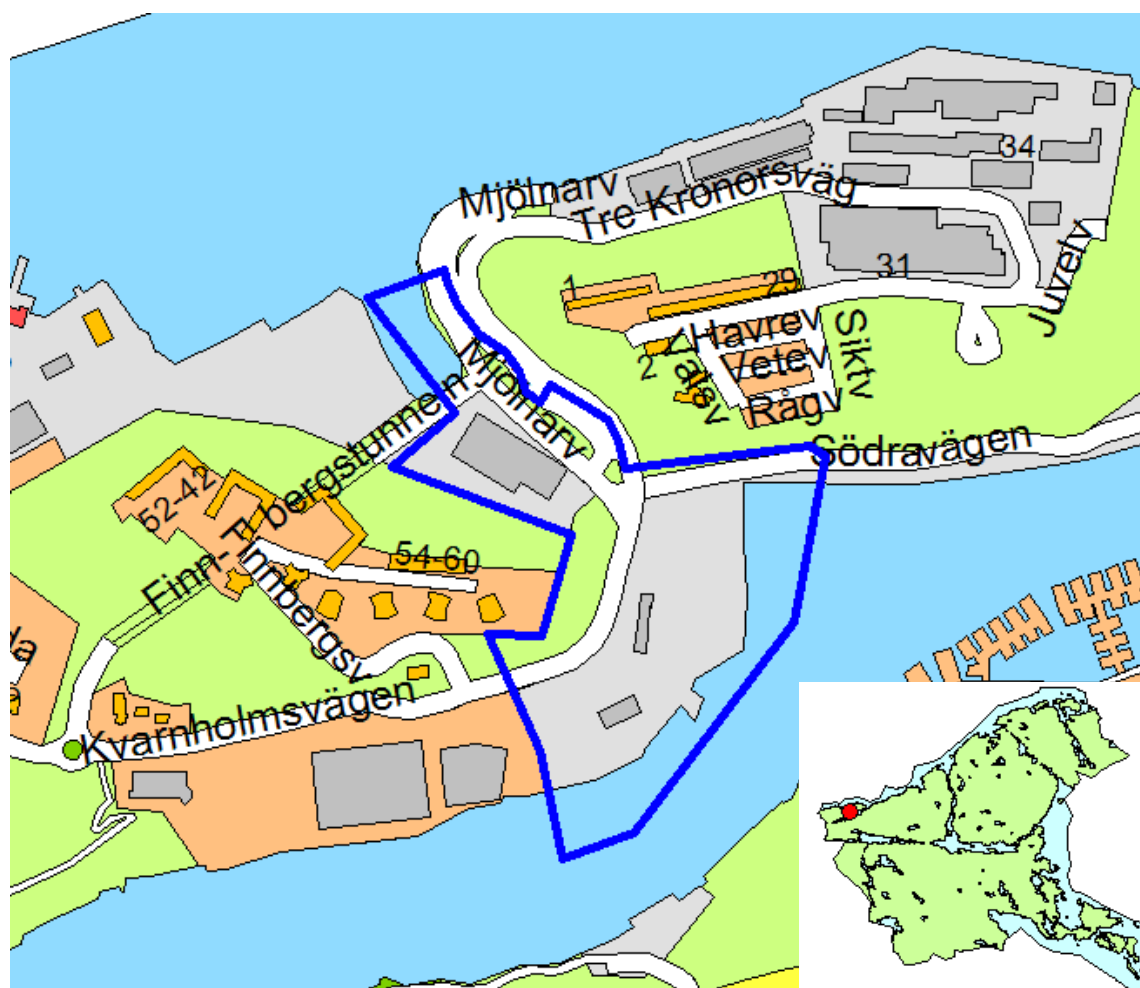 Mjölnarv
Tre Kronorsväg
34
31
Juvelv
1
29
Havrev
Siktv
2
Valsv
Vetev
Rågv
Mjölnarv
Södravägen
52-42
Finn-
bergstunneln
54-60
Finnbergsv
Kvarnholmsvägen